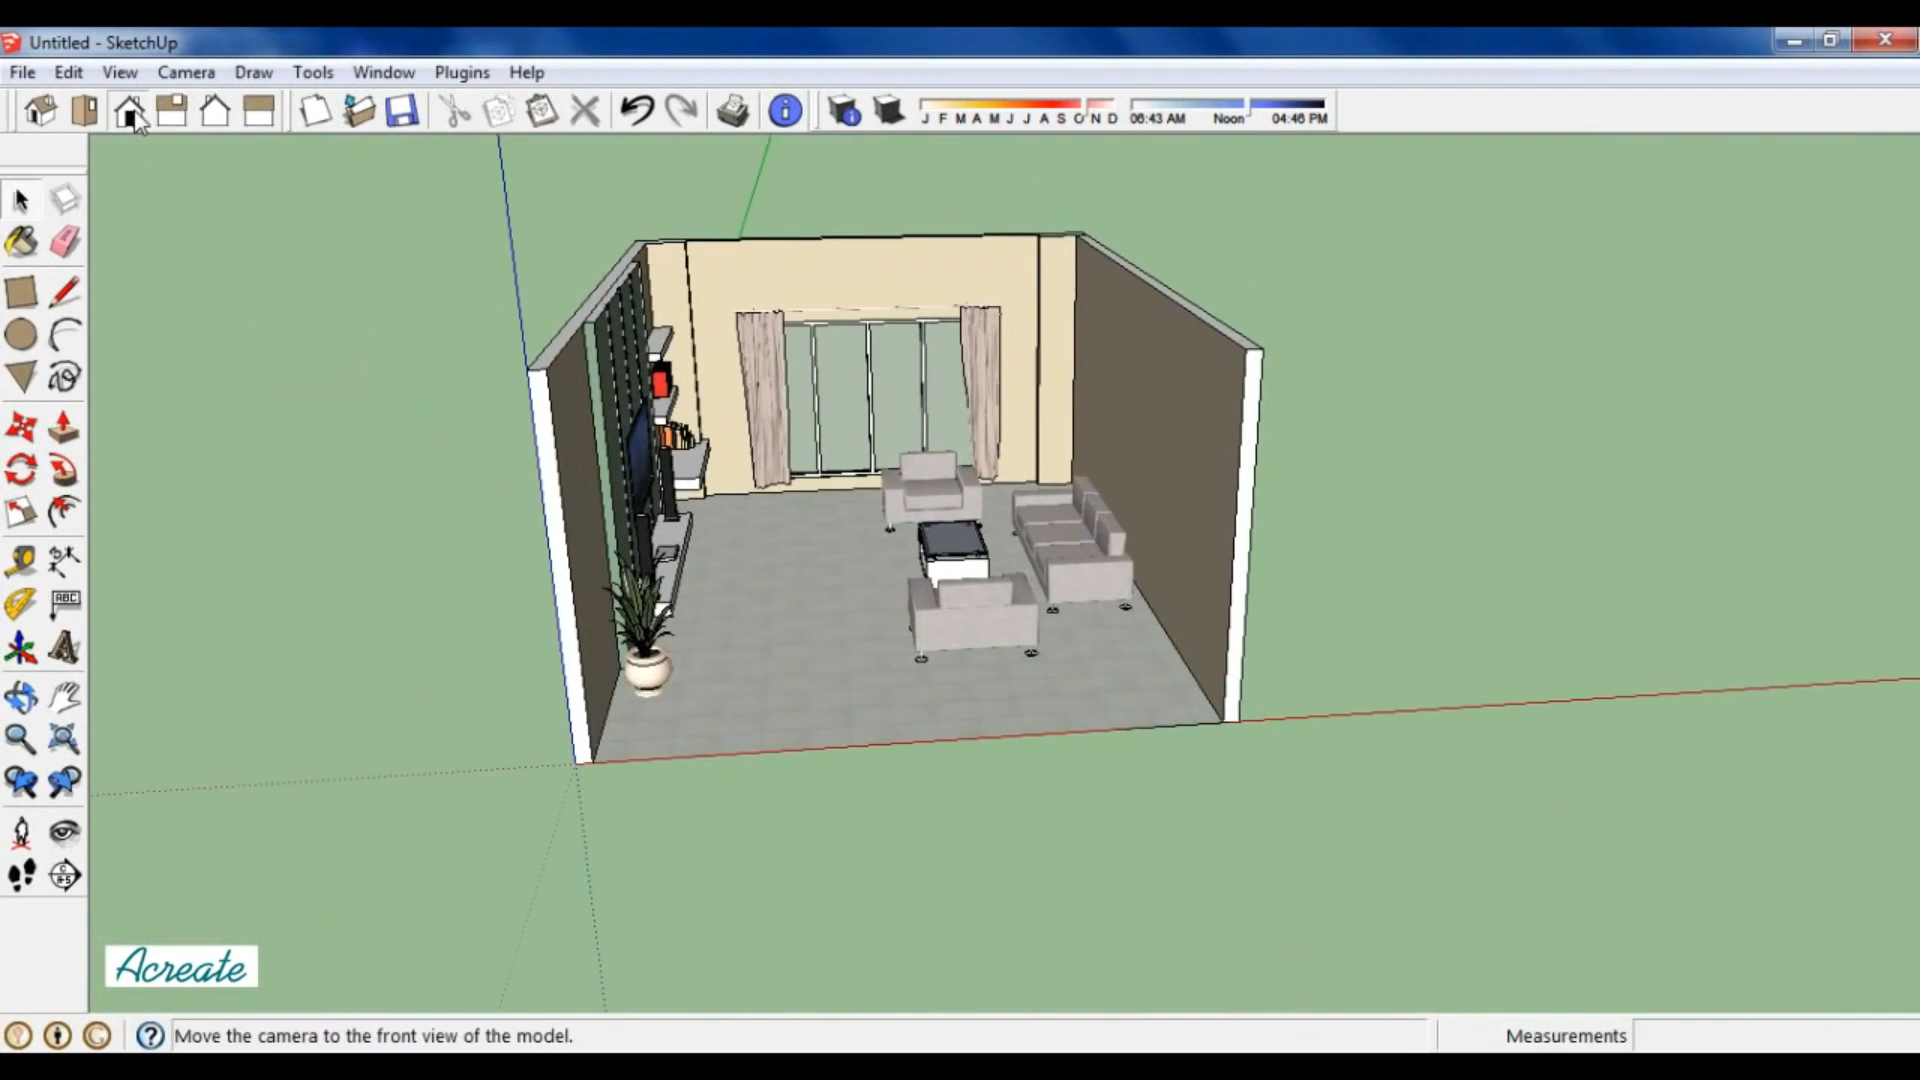 Untitled - SketchUp
File Edit View Camera Draw Tools Window Plugins Help
J F M A M J J A S O N D 06:43 AM Noon 04:46 PM
ABC
Acreate
Move the camera to the front view of the model.
Measurements